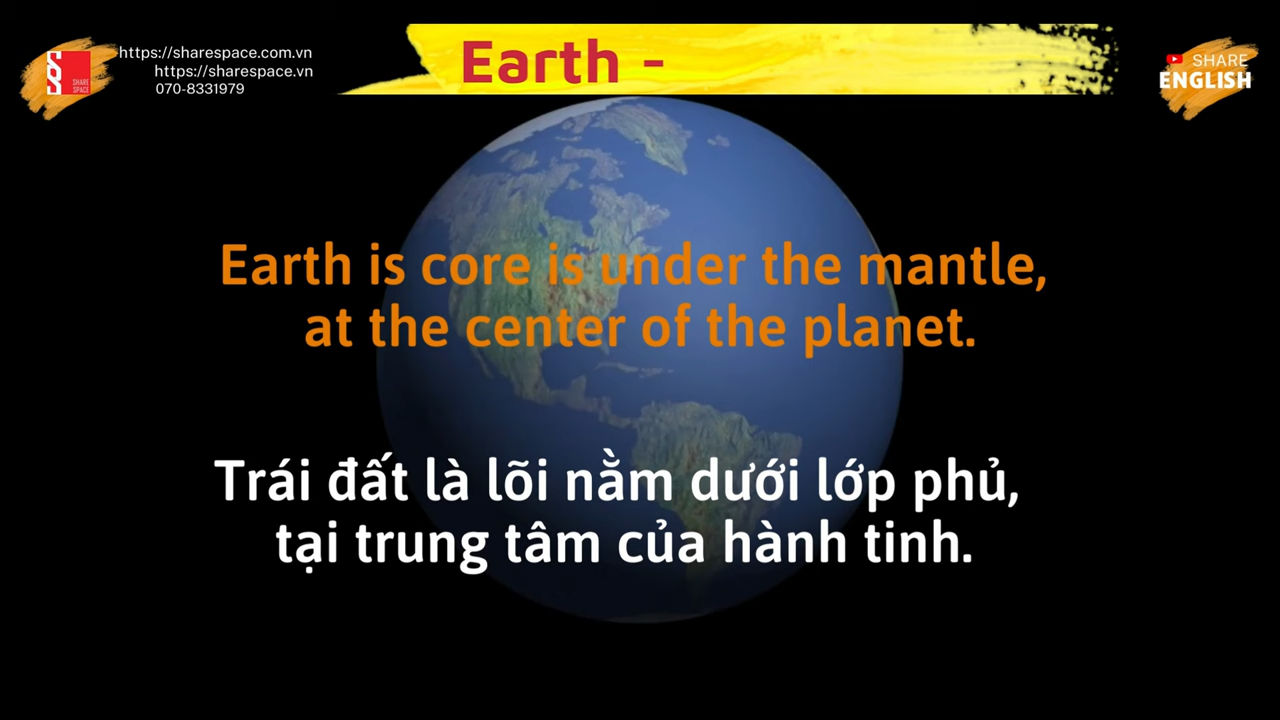 https://sharespace.com.vn
https://sharespace.vn
070-8331979
SHARE
SPACE
Earth -
SHARE
ENGLISH
Earth is core is under the mantle,
at the center of the planet.
Trái đất là lõi nằm dưới lớp phủ,
tại trung tâm của hành tinh.